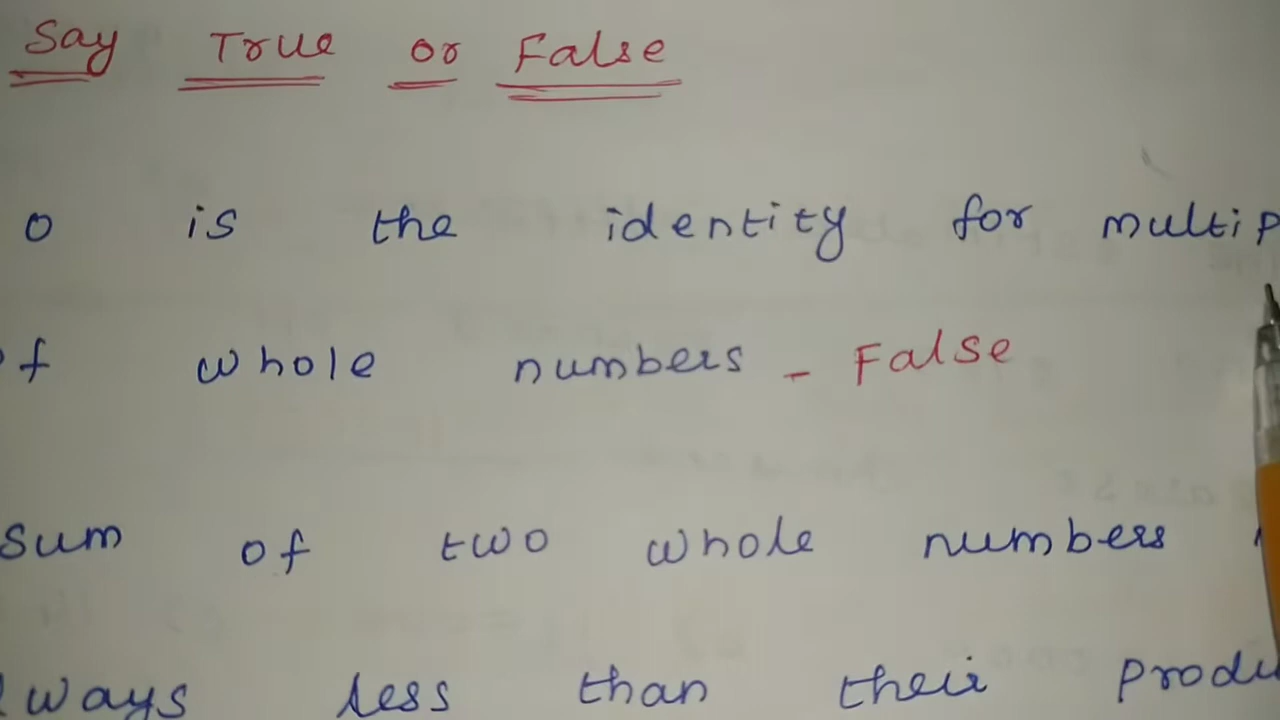 Say True or False
0 is the identity for multip
of whole numbers - False
Sum of two whole numbers
lways less than their produ